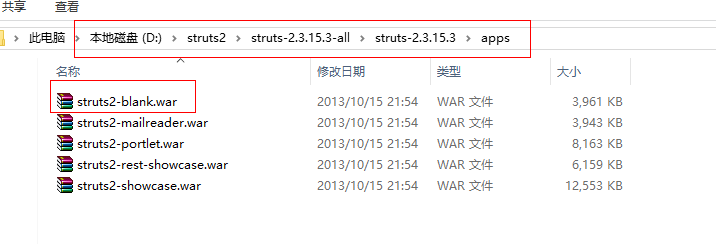 共享 查看
此电脑 > 本地磁盘 (D:) > struts2 > struts-2.3.15.3-all > struts-2.3.15.3 > apps
名称 修改日期 类型 大小
struts2-blank.war 2013/10/15 21:54 WAR 文件 3,961 KB
struts2-mailreader.war 2013/10/15 21:54 WAR 文件 3,943 KB
struts2-portlet.war 2013/10/15 21:54 WAR 文件 8,163 KB
struts2-rest-showcase.war 2013/10/15 21:54 WAR 文件 6,159 KB
struts2-showcase.war 2013/10/15 21:54 WAR 文件 12,553 KB